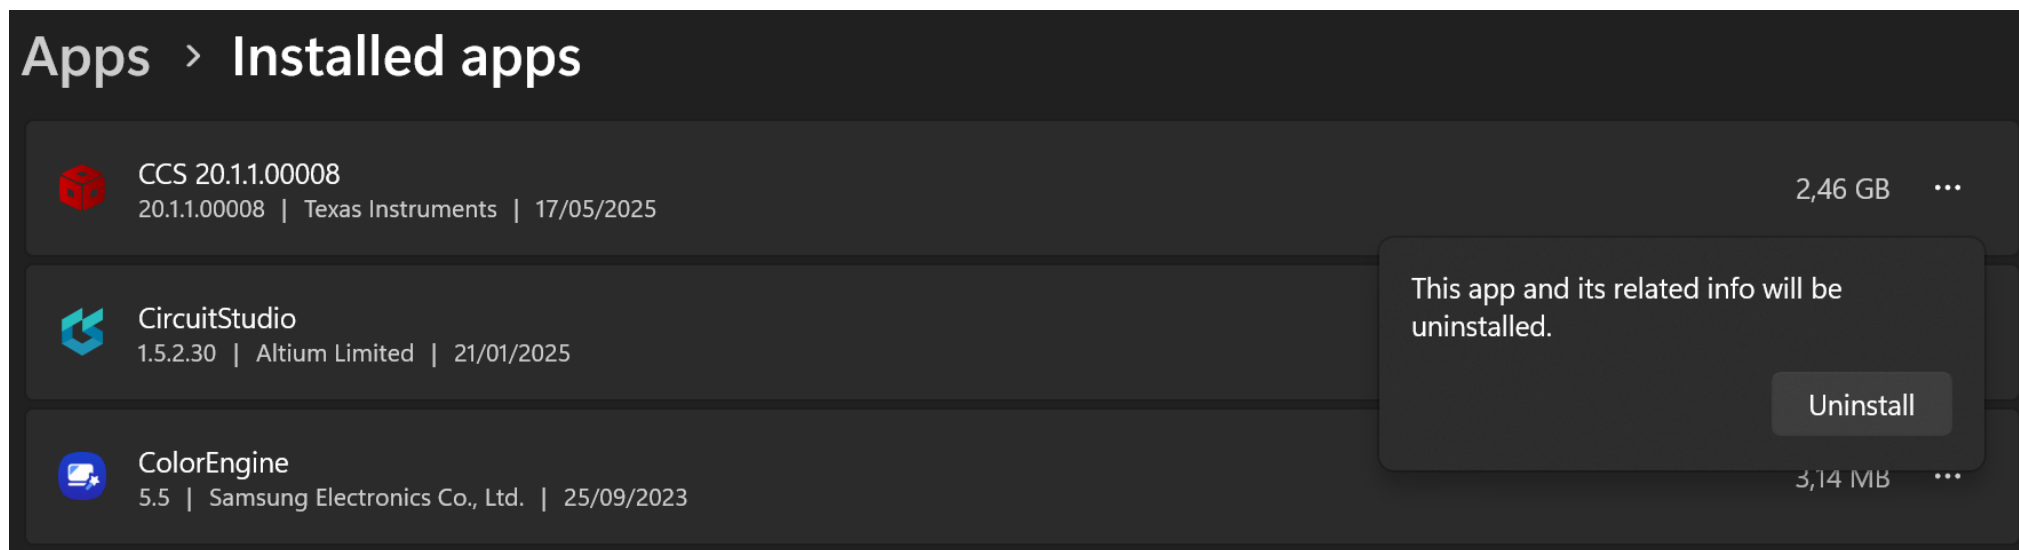 Apps > Installed apps
CCS 20.1.1.00008
20.1.1.00008 | Texas Instruments | 17/05/2025
2,46 GB
This app and its related info will be
uninstalled.
Uninstall
CircuitStudio
1.5.2.30 | Altium Limited | 21/01/2025
ColorEngine
5.5 | Samsung Electronics Co., Ltd. | 25/09/2023
3,14 MB